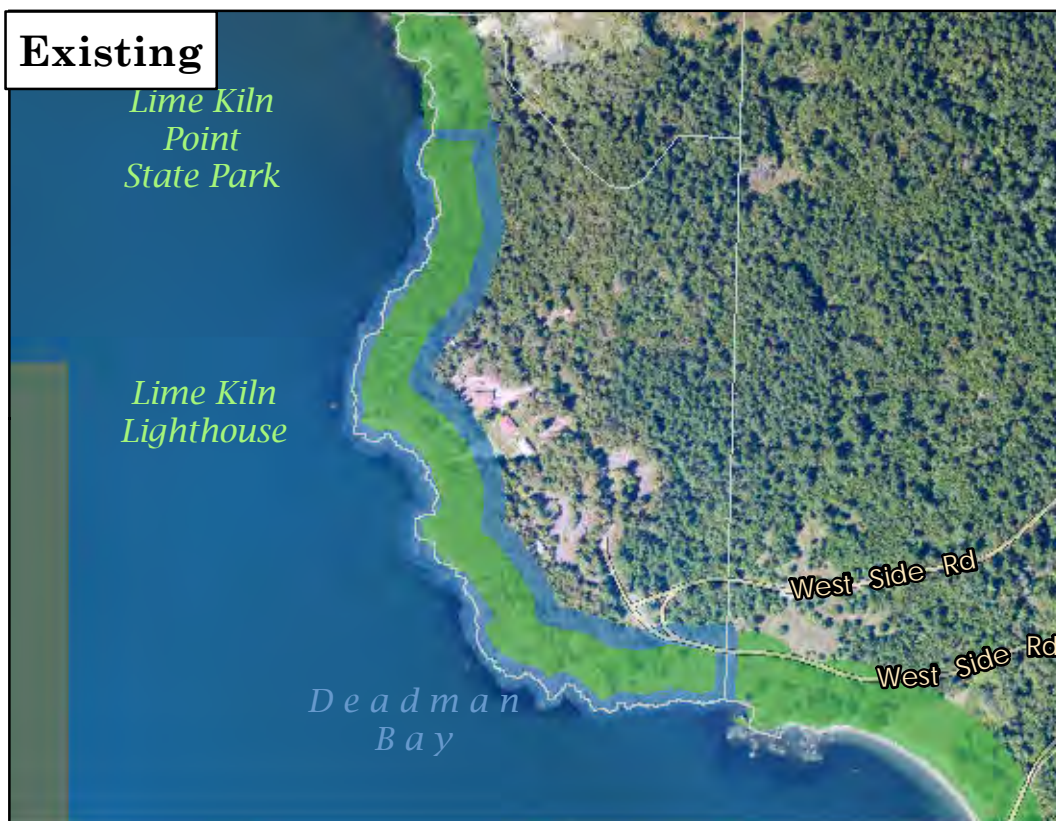 Existing
Lime Kiln
Point
State Park
Lime Kiln
Lighthouse
West Side Rd
West Side Rd
Deadman
Bay